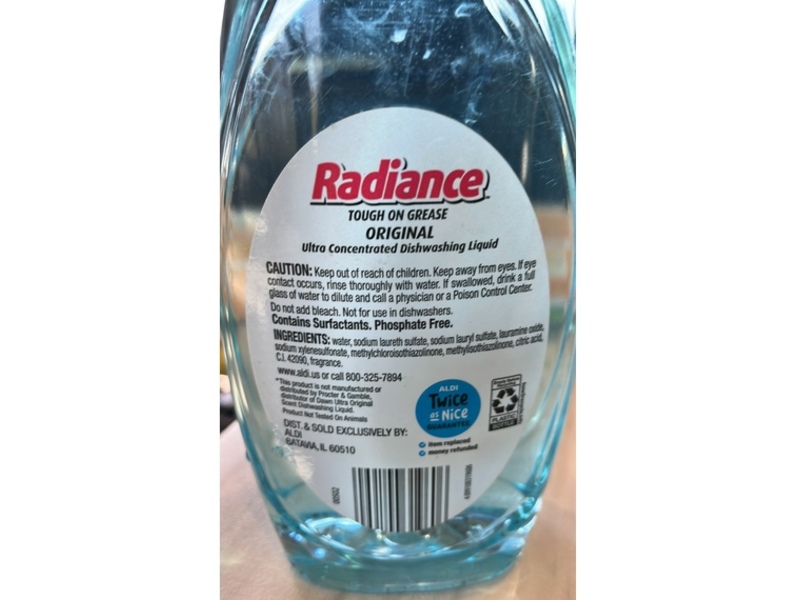 Radiance
TOUGH ON GREASE
ORIGINAL
Ultra Concentrated Dishwashing Liquid
CAUTION: Keep out of reach of children. Keep away from eyes. If eye
contact occurs, rinse thoroughly with water. If swallowed, drink a full
glass of water to dilute and call a physician or a Poison Control Center.
Do not add bleach. Not for use in dishwashers.
Contains Surfactants. Phosphate Free.
INGREDIENTS: water, sodium laureth sulfate, sodium lauryl sulfate, lauramine oxide,
sodium xylenesulfonate, methylchloroisothiazolinone, methylisothiazolinone, citric acid,
C.I. 42090, fragrance.
www.aldi.us or call 800-325-7894
*This product is not manufactured or
distributed by Procter & Gamble,
distributor of Dawn Ultra Original
Scent Dishwashing Liquid.
Product Not Tested On Animals
DIST. & SOLD EXCLUSIVELY BY:
ALDI
BATAVIA, IL 60510
ALDI
Twice
as Nice
GUARANTEE
item replaced
money refunded
PLASTIC
BOTTLE